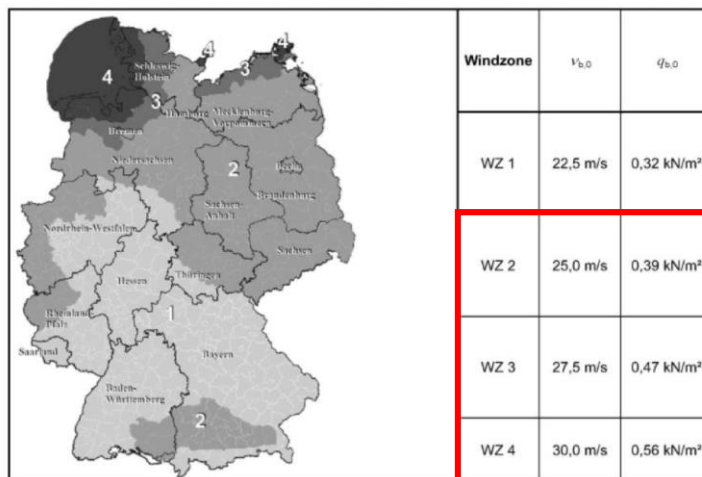 4
4
4
3
Schleswig-
Holstein
3
Hamburg
Mecklenburg-
Vorpommern
Bremen
Niedersachsen
2
Berlin
Brandenburg
Sachsen-
Anhalt
Nordrhein-Westfalen
Sachsen
Thüringen
Hessen
1
Rheinland-
Pfalz
Saarland
Bayern
Baden-
Württemberg
2
Windzone v_b,0 q_b,0
WZ 1 22,5 m/s 0,32 kN/m²
WZ 2 25,0 m/s 0,39 kN/m²
WZ 3 27,5 m/s 0,47 kN/m²
WZ 4 30,0 m/s 0,56 kN/m²